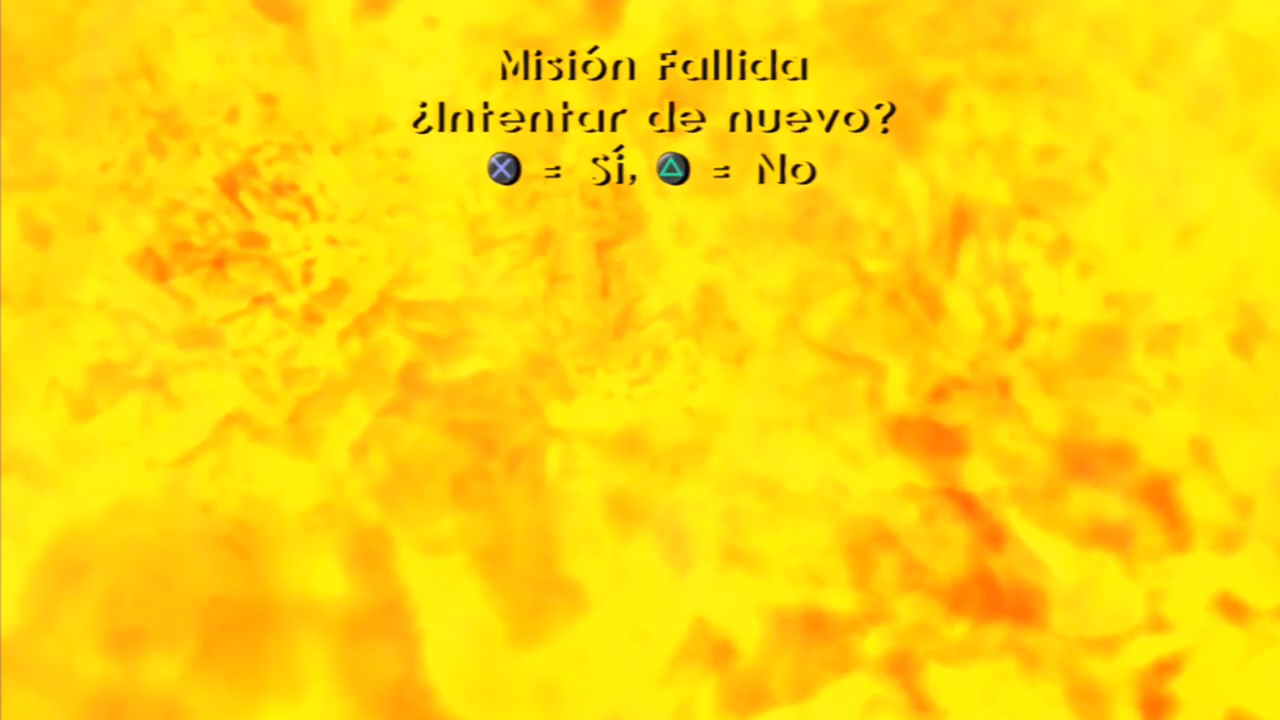 Misión Fallida
¿Intentar de nuevo?
Ⓧ = SÍ, △ = No